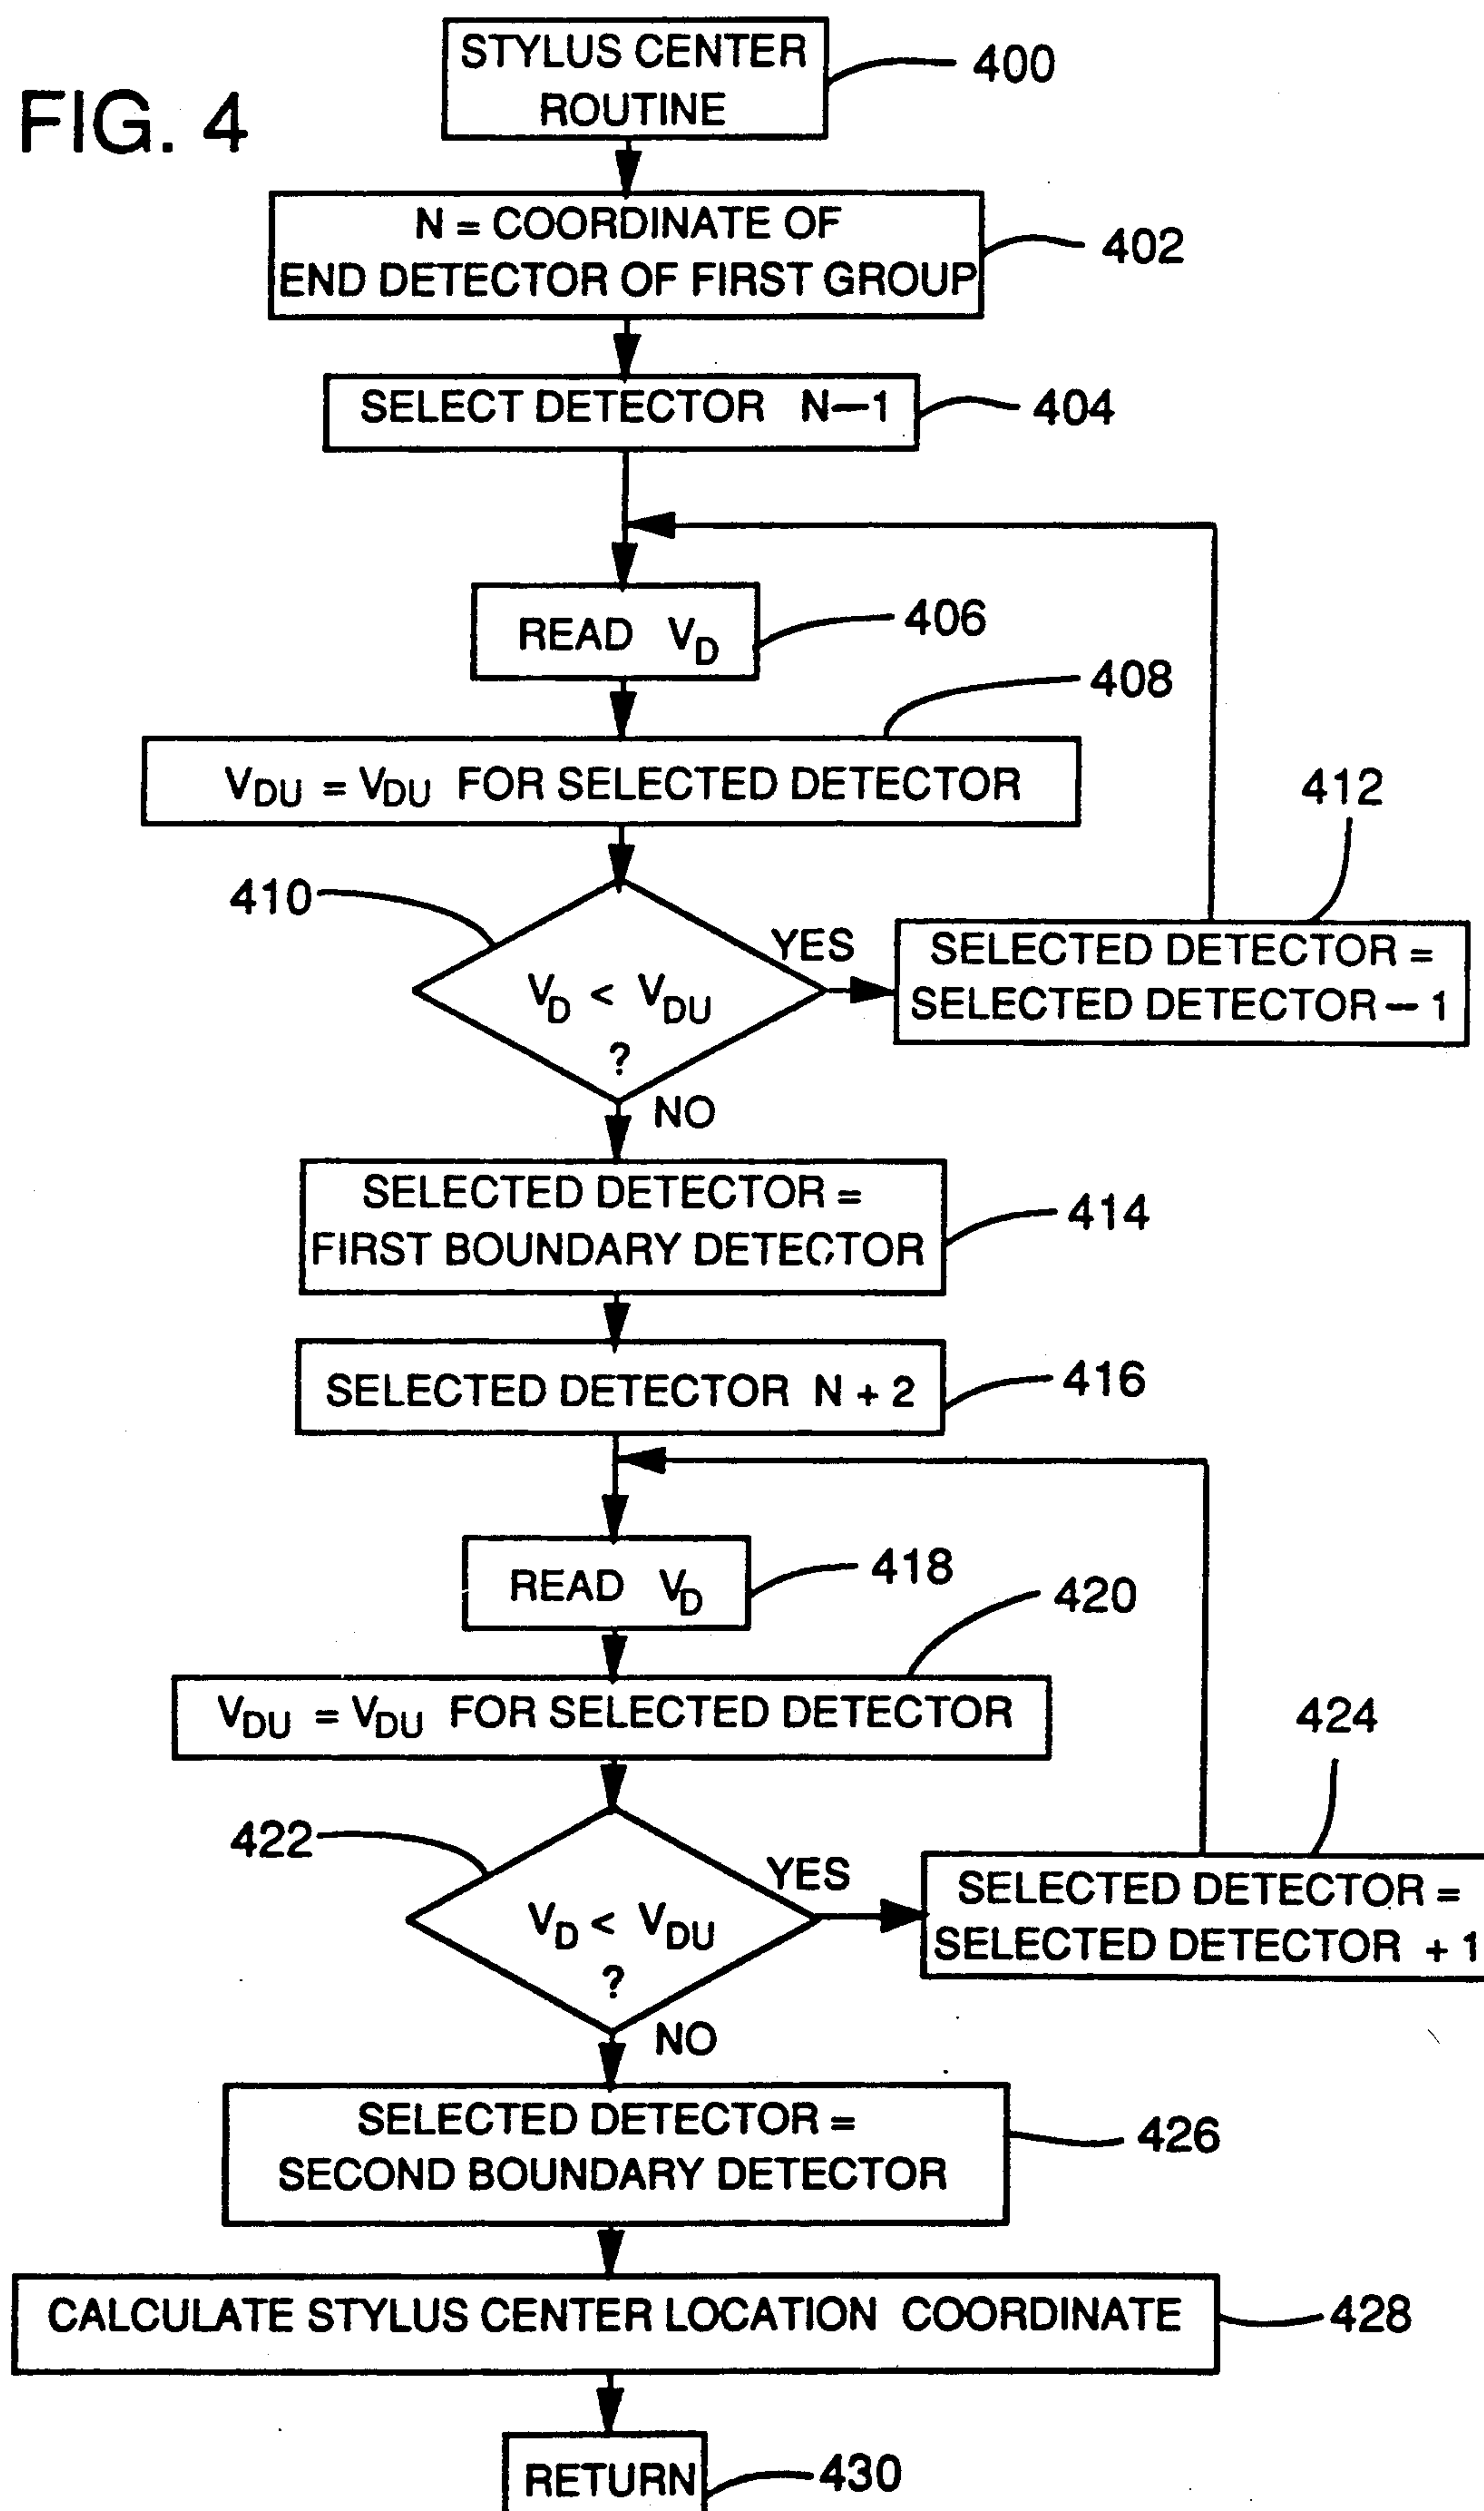 FIG. 4
STYLUS CENTER
ROUTINE
400
N = COORDINATE OF
END DETECTOR OF FIRST GROUP
402
SELECT DETECTOR N—1
404
READ VD
406
408
VDU = VDU FOR SELECTED DETECTOR
410
VD < VDU
?
YES
412
SELECTED DETECTOR =
SELECTED DETECTOR — 1
NO
SELECTED DETECTOR =
FIRST BOUNDARY DETECTOR
414
SELECTED DETECTOR N + 2
416
READ VD
418
420
VDU = VDU FOR SELECTED DETECTOR
422
VD < VDU
?
YES
424
SELECTED DETECTOR =
SELECTED DETECTOR + 1
NO
SELECTED DETECTOR =
SECOND BOUNDARY DETECTOR
426
CALCULATE STYLUS CENTER LOCATION COORDINATE
428
RETURN
430